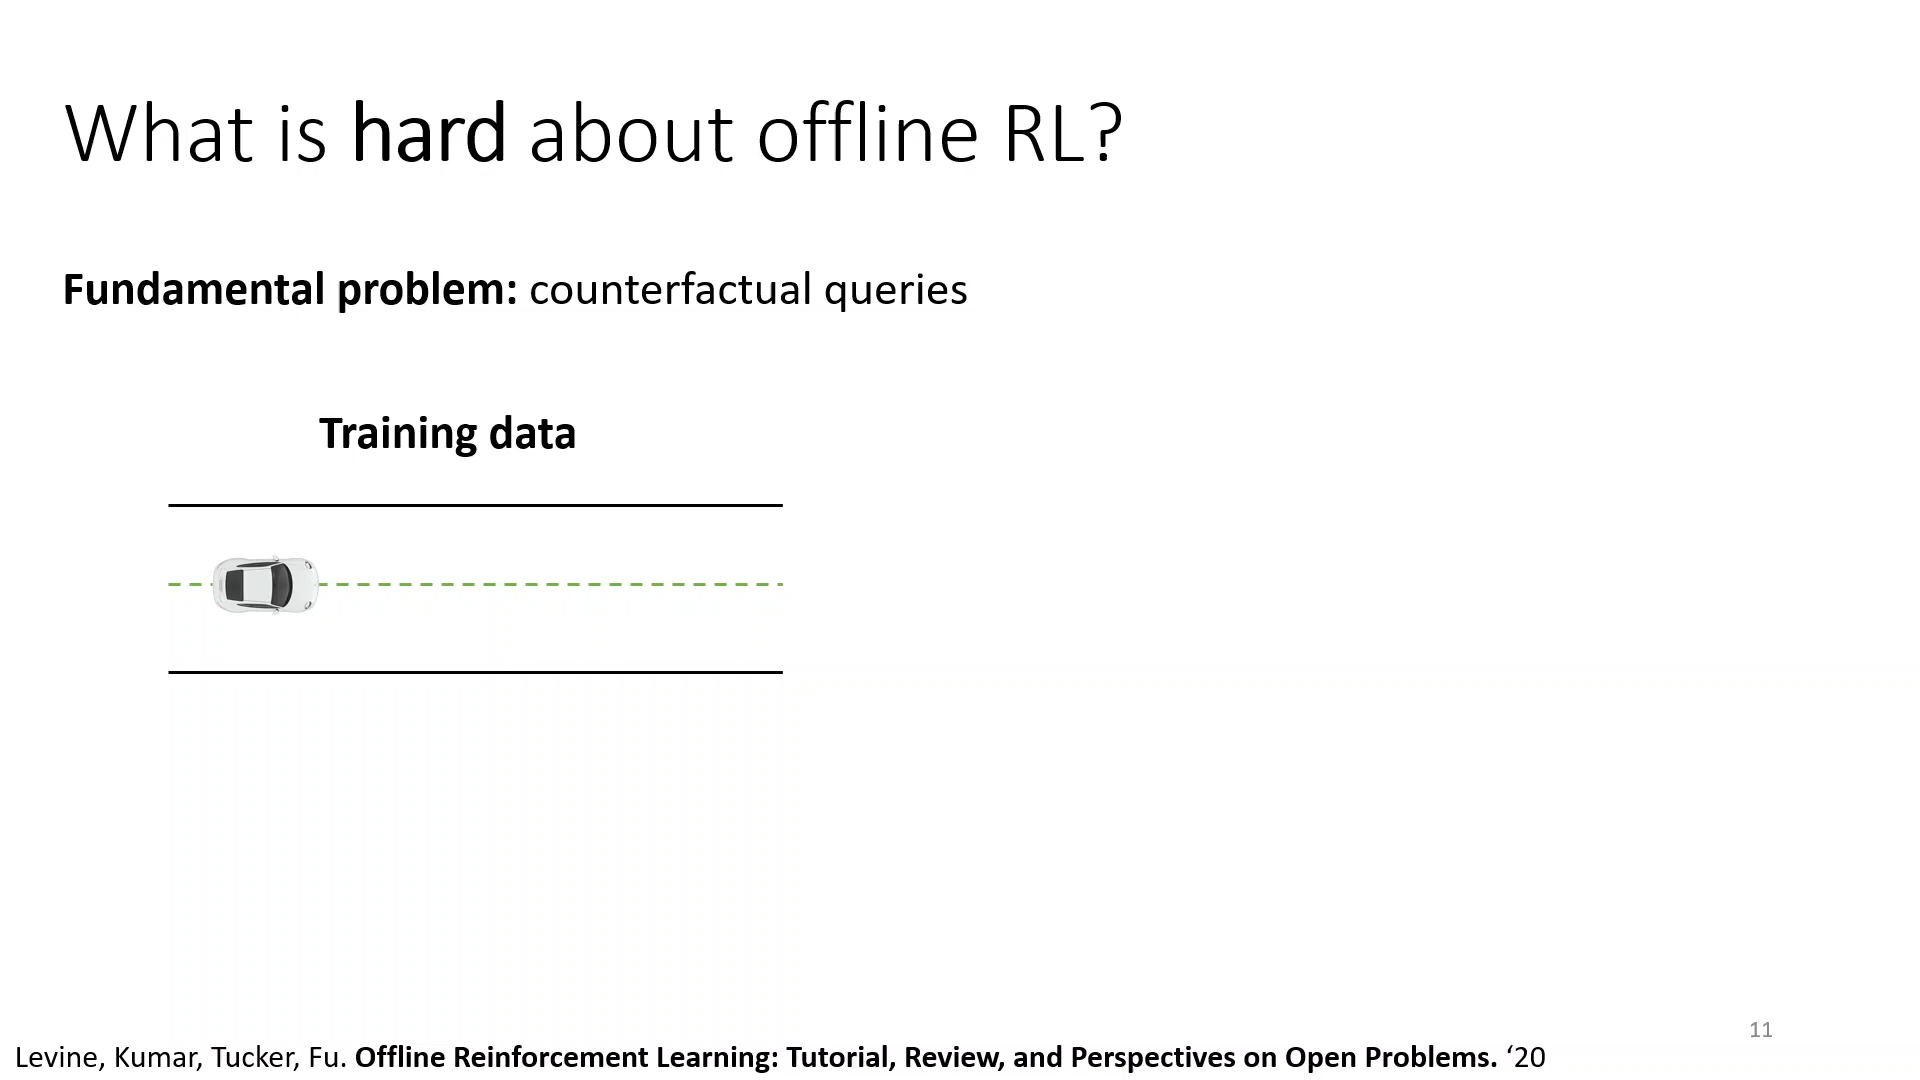 What is hard about offline RL?
Fundamental problem: counterfactual queries
Training data
11
Levine, Kumar, Tucker, Fu. Offline Reinforcement Learning: Tutorial, Review, and Perspectives on Open Problems. ‘20